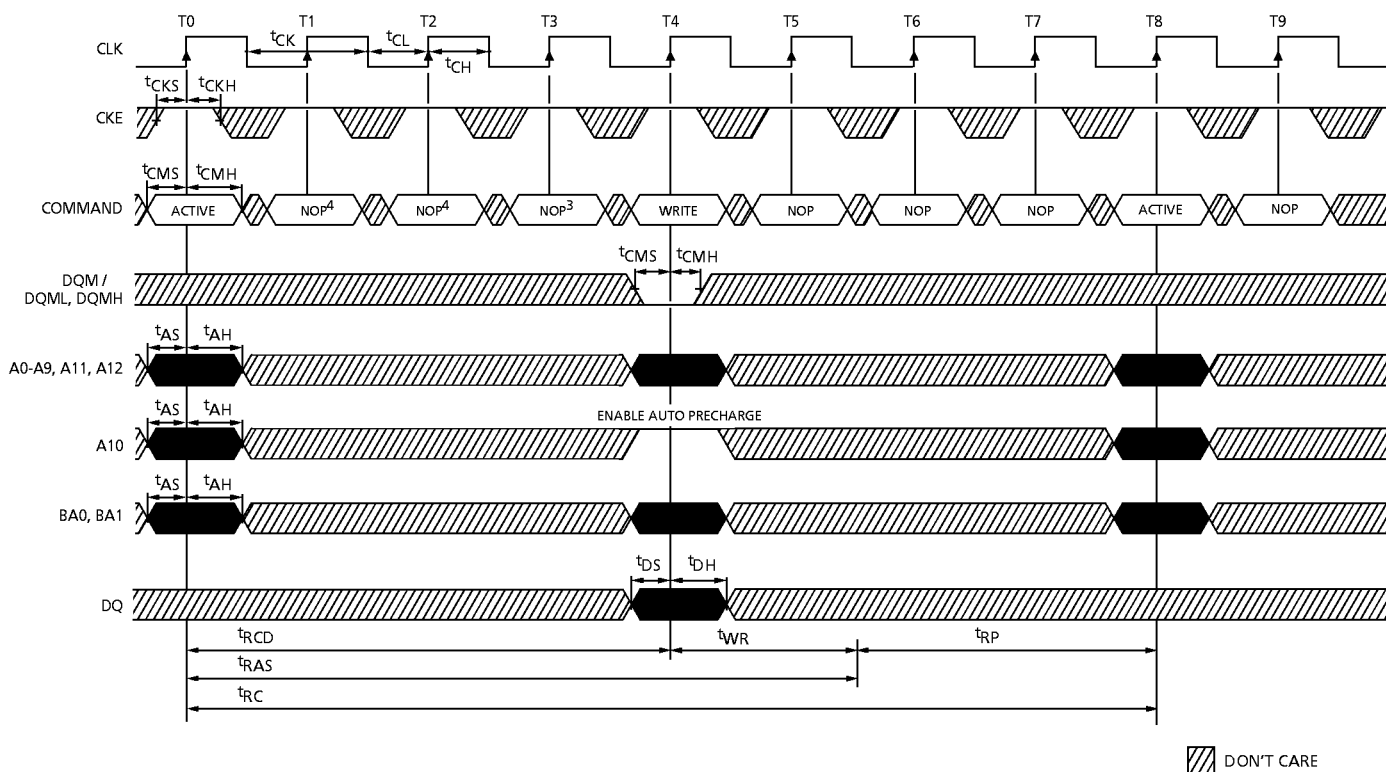 T0 T1 T2 T3 T4 T5 T6 T7 T8 T9
CLK tCK tCL tCH
tCKS tCKH
CKE
tCMS tCMH
COMMAND ACTIVE NOP4 NOP4 NOP3 WRITE NOP NOP NOP ACTIVE NOP
tCMS tCMH
DQM /
DQML, DQMH
tAS tAH
A0-A9, A11, A12
tAS tAH ENABLE AUTO PRECHARGE
A10
tAS tAH
BA0, BA1
tDS tDH
DQ
tRCD tWR tRP
tRAS
tRC
DON'T CARE